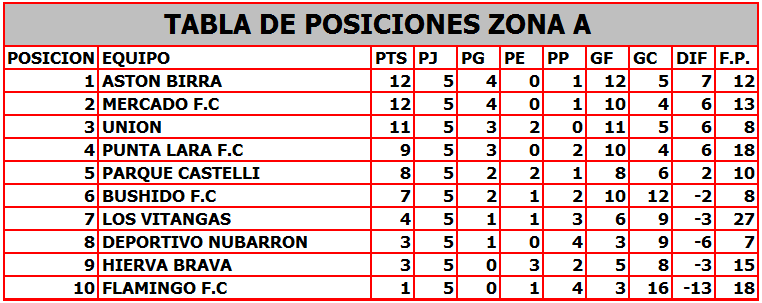 TABLA DE POSICIONES ZONA A
POSICION EQUIPO PTS PJ PG PE PP GF GC DIF F.P.
1 ASTON BIRRA 12 5 4 0 1 12 5 7 12
2 MERCADO F.C 12 5 4 0 1 10 4 6 13
3 UNION 11 5 3 2 0 11 5 6 8
4 PUNTA LARA F.C 9 5 3 0 2 10 4 6 18
5 PARQUE CASTELLI 8 5 2 2 1 8 6 2 10
6 BUSHIDO F.C 7 5 2 1 2 10 12 -2 8
7 LOS VITANGAS 4 5 1 1 3 6 9 -3 27
8 DEPORTIVO NUBARRON 3 5 1 0 4 3 9 -6 7
9 HIERVA BRAVA 3 5 0 3 2 5 8 -3 15
10 FLAMINGO F.C 1 5 0 1 4 3 16 -13 18